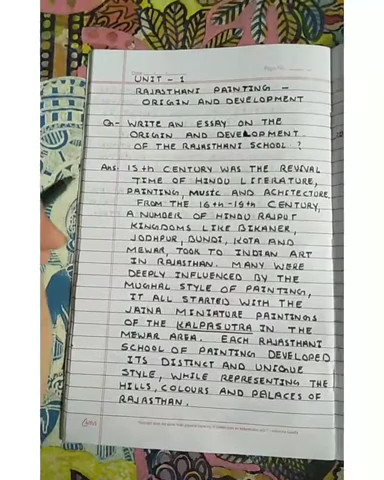 UNIT - 1
RAJASTHANI PAINTING -
ORIGIN AND DEVELOPMENT
Qn- WRITE AN ESSAY ON THE
ORIGIN AND DEVELOPMENT
OF THE RAJASTHANI SCHOOL ?
Ans: 15th CENTURY WAS THE REVIVAL
TIME OF HINDU LITERATURE,
PAINTING, MUSIC AND ACHTECTURE.
FROM THE 16th-19th CENTURY,
A NUMBER OF HINDU RAJPUT
KINGDOMS LIKE BIKANER,
JODHPUR, BUNDI, KOTA AND
MEWAR, TOOK TO INDIAN ART
IN RAJASTHAN. MANY WERE
DEEPLY INFLUENCED BY THE
MUGHAL STYLE OF PAINTING,
IT ALL STARTED WITH THE
JAINA MINIATURE PAINTINGS
OF THE KALPASUTRA IN THE
MEWAR AREA. EACH RAJASTHANI
SCHOOL OF PAINTING DEVELOPED
ITS DISTINCT AND UNIQUE
STYLE, WHILE REPRESENTING THE
HILLS, COLOURS AND PALACES OF
RAJASTHAN.